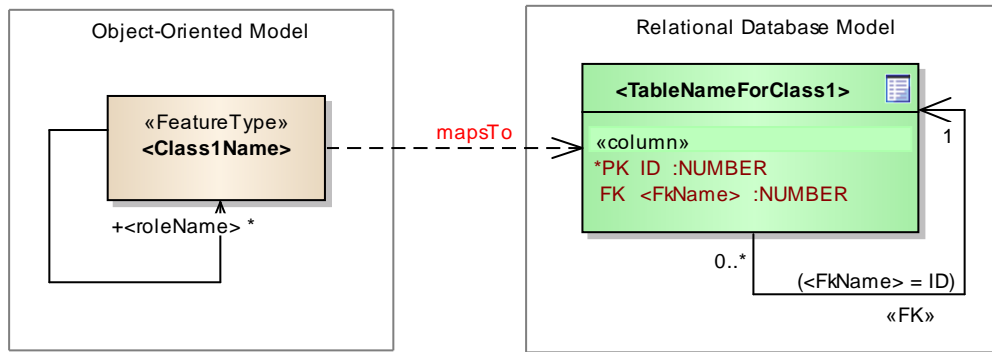 Object-Oriented Model
«FeatureType»
<Class1Name>
+<roleName> *
mapsTo
Relational Database Model
<TableNameForClass1>
«column»
*PK ID :NUMBER
FK <FkName> :NUMBER
1
0..*
(<FkName> = ID)
«FK»